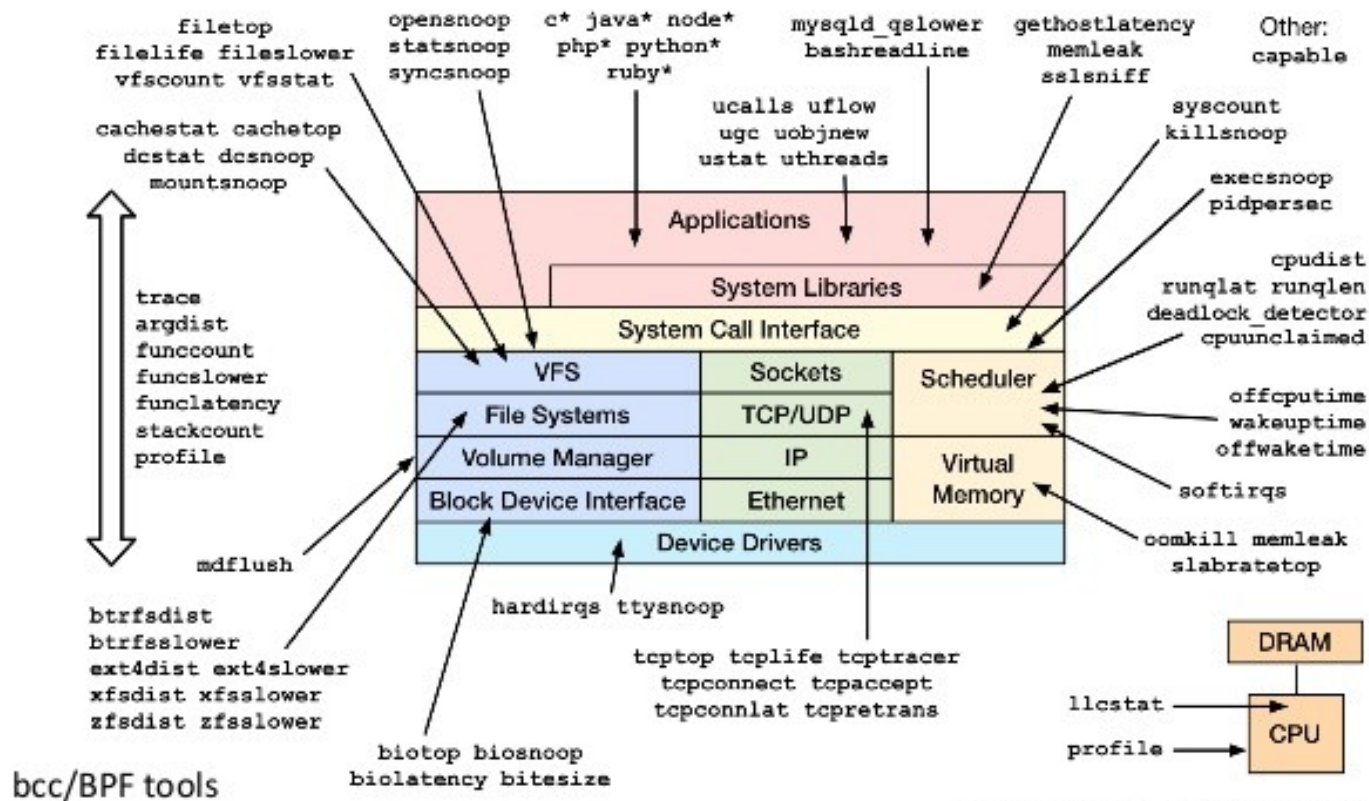 filetop
filelife fileslower
vfscount vfsstat
opensnoop
statsnoop
syncsnoop
c* java* node*
php* python*
ruby*
mysqld_qslower
bashreadline
gethostlatency
memleak
sslsniff
Other:
capable
cachestat cachetop
dcstat dcsnoop
mountsnoop
ucalls uflow
ugc uobjnew
ustat uthreads
syscount
killsnoop
execsnoop
pidpersec
trace
argdist
funccount
funcslower
funclatency
stackcount
profile
Applications
System Libraries
System Call Interface
VFS
Sockets
Scheduler
File Systems
TCP/UDP
Volume Manager
IP
Virtual
Memory
Block Device Interface
Ethernet
Device Drivers
cpudist
runqlat runqlen
deadlock_detector
cpuunclaimed
offcputime
wakeuptime
offwaketime
softirqs
oomkill memleak
slabratetop
mdflush
hardirqs ttysnoop
btrfsdist
btrfsslower
ext4dist ext4slower
xfsdist xfsslower
zfsdist zfsslower
tcptop tcplife tcptracer
tcpconnect tcpaccept
tcpconnlat tcpretrans
biotop biosnoop
biolatency bitesize
DRAM
llcstat
CPU
profile
bcc/BPF tools